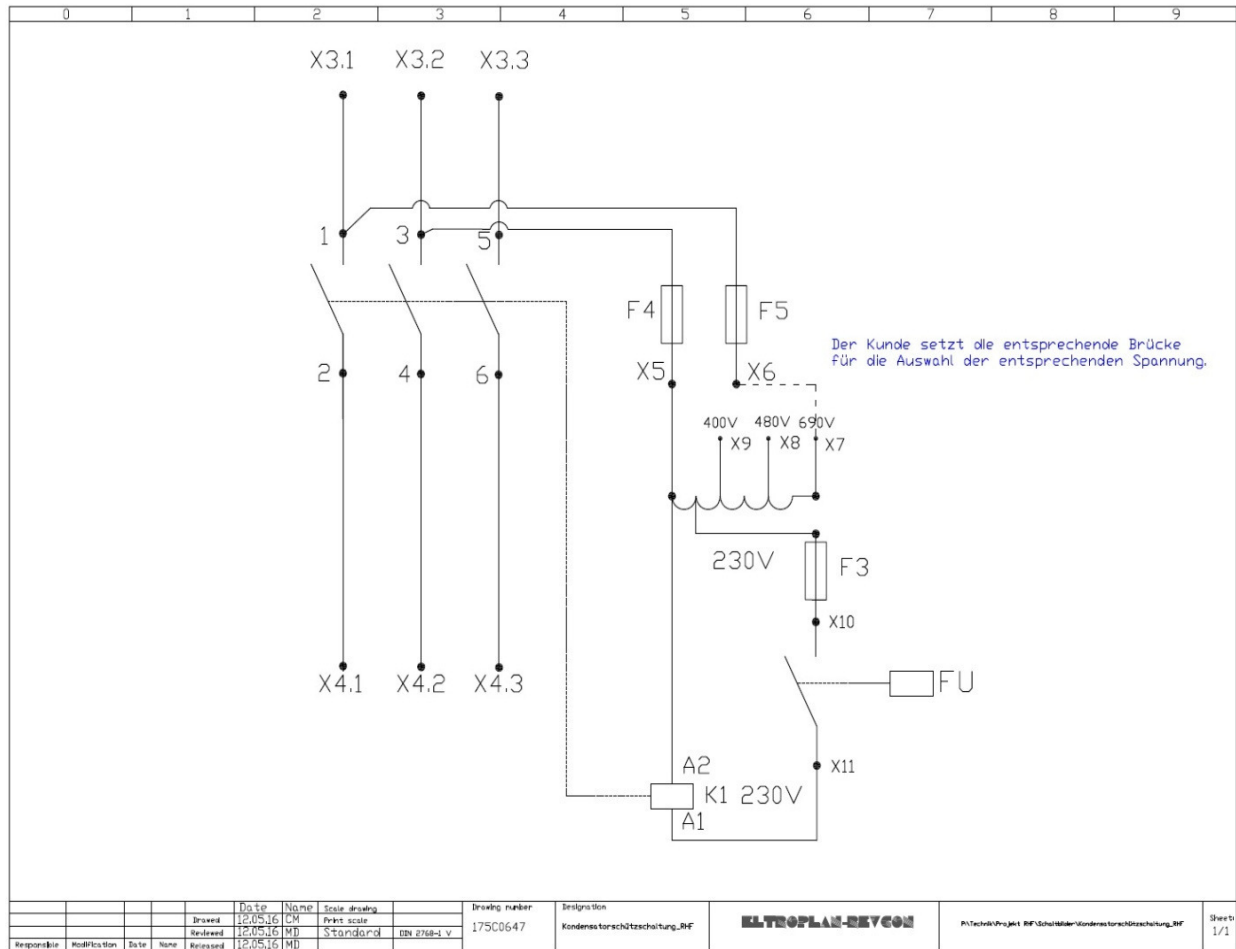 0 1 2 3 4 5 6 7 8 9
X3.1 X3.2 X3.3
1 3 5
F4 F5
Der Kunde setzt die entsprechende Brücke
für die Auswahl der entsprechenden Spannung.
2 4 6 X5 X6
400V 480V 690V
X9 X8 X7
230V F3
X10
X4.1 X4.2 X4.3 FU
A2 X11
K1 230V
A1
Date Name Scale drawing Drawing number Designation
Drawed 12.05.16 CM Print scale
Reviewed 12.05.16 MD Standard DIN 2768-1 V 175C0647 Kondensatorschützschaltung_RHF ELTROPLAN-REVCON P:\Technik\Projekt RHF\Schaltbilder\Kondensatorschützschaltung_RHF Sheet:
1/1
Responsible Modification Date Name Released 12.05.16 MD